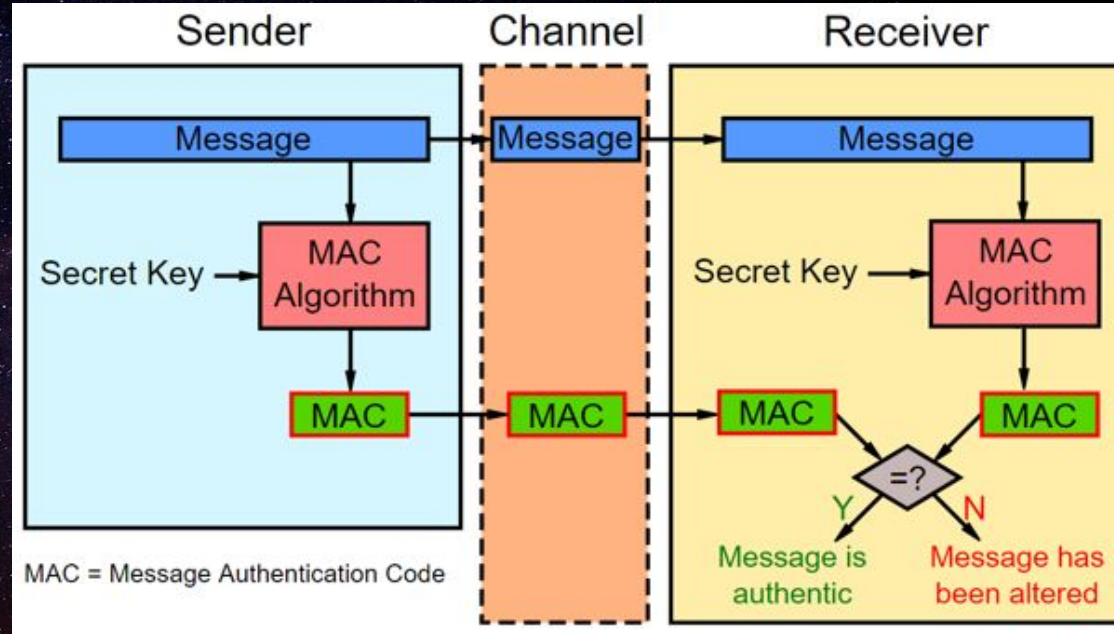 Sender
Channel
Receiver
Message
Message
Message
Secret Key
MAC
Algorithm
Secret Key
MAC
Algorithm
MAC
MAC
MAC
MAC
=?
Y
N
Message is
authentic
Message has
been altered
MAC = Message Authentication Code